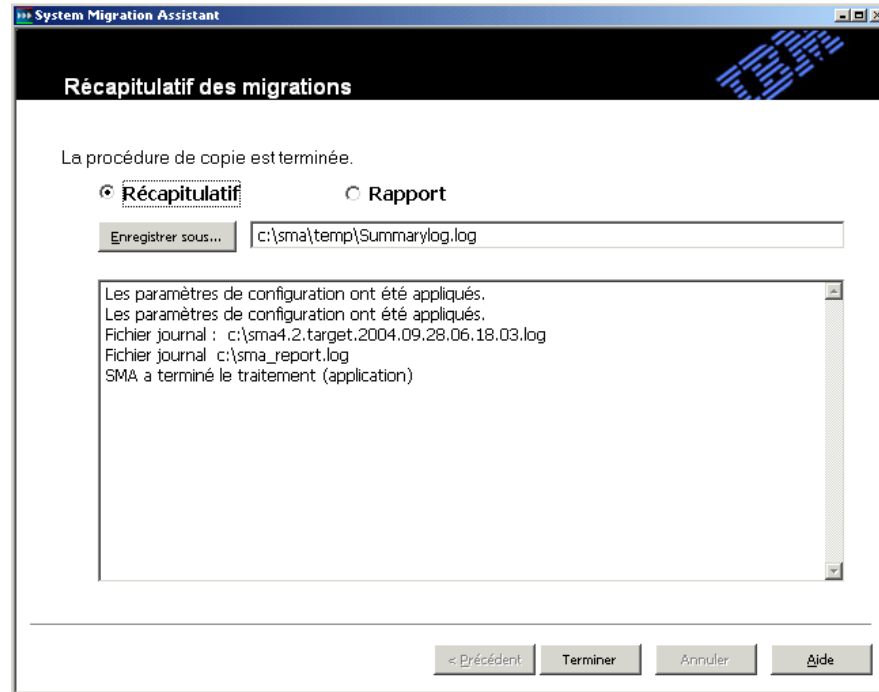 System Migration Assistant
IBM
Récapitulatif des migrations
La procédure de copie est terminée.
Récapitulatif Rapport
Enregistrer sous... c:\sma\temp\Summarylog.log
Les paramètres de configuration ont été appliqués.
Les paramètres de configuration ont été appliqués.
Fichier journal : c:\sma4.2.target.2004.09.28.06.18.03.log
Fichier journal c:\sma_report.log
SMA a terminé le traitement (application)
< Précédent Terminer Annuler Aide